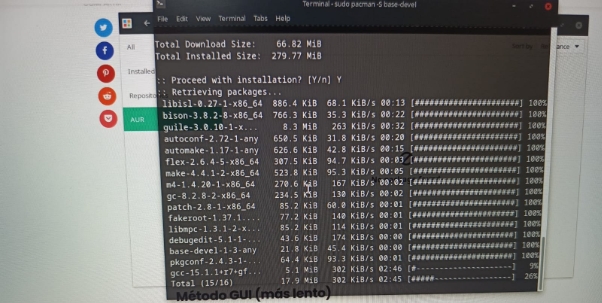 Terminal - sudo pacman -S base-devel
File Edit View Terminal Tabs Help
All
Installed
AUR
Total Download Size: 66.82 MiB
Total Installed Size: 279.77 MiB
:: Proceed with installation? [Y/n] Y
:: Retrieving packages...
libisl-0.27-1-x86_64 886.4 KiB 68.1 KiB/s 00:13 [######################] 100%
bison-3.8.2-8-x86_64 766.3 KiB 35.3 KiB/s 00:22 [######################] 100%
guile-3.0.10-1-x... 8.3 MiB 263 KiB/s 00:32 [######################] 100%
autoconf-2.72-1-any 650.5 KiB 31.8 KiB/s 00:20 [######################] 100%
automake-1.17-1-any 626.6 KiB 42.8 KiB/s 00:15 [######################] 100%
flex-2.6.4-5-x86_64 307.5 KiB 94.7 KiB/s 00:03 [######################] 100%
make-4.4.1-2-x86_64 523.8 KiB 95.3 KiB/s 00:05 [######################] 100%
m4-1.4.20-1-x86_64 270.6 KiB 167 KiB/s 00:02 [######################] 100%
gc-8.2.8-2-x86_64 234.5 KiB 130 KiB/s 00:02 [######################] 100%
patch-2.8-1-x86_64 85.2 KiB 60.0 KiB/s 00:01 [######################] 100%
fakeroot-1.37.1.... 77.2 KiB 140 KiB/s 00:01 [######################] 100%
libmpc-1.3.1-2-x... 85.2 KiB 114 KiB/s 00:01 [######################] 100%
debugedit-5.1-1-... 43.6 KiB 174 KiB/s 00:00 [######################] 100%
base-devel-1-3-any 21.8 KiB 45.4 KiB/s 00:00 [######################] 100%
pkgconf-2.4.3-1-... 64.4 KiB 93.3 KiB/s 00:01 [######################] 100%
gcc-15.1.1+r7+gf... 5.1 MiB 302 KiB/s 02:46 [#---------------------] 9%
Total (15/16) 17.9 MiB 302 KiB/s 02:45 [#####-----------------] 26%
Método GUI (más lento)